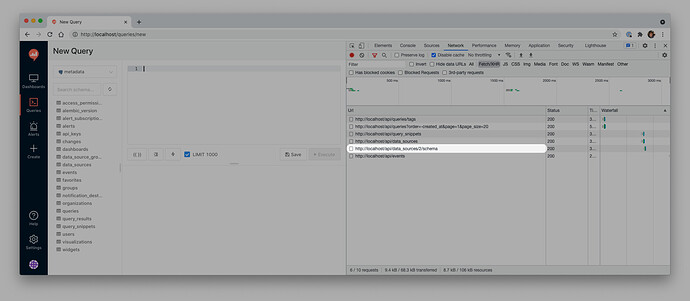 New Query
http://localhost/queries/new
New Query
metadata
Search schema...
access_permissio
alembic_version
alert_subscriptio
alerts
api_keys
changes
dashboards
data_source_gro
data_sources
events
favorites
groups
notification_dest
organizations
queries
query_results
query_snippets
users
visualizations
widgets
Dashboards
Queries
Alerts
Create
Help
Settings
1
{{ }}
LIMIT 1000
Save
Execute
Elements
Console
Sources
Network
Performance
Memory
Application
Security
Lighthouse
1
Preserve log
Disable cache
No throttling
Filter
Invert
Hide data URLs
All
Fetch/XHR
JS
CSS
Img
Media
Font
Doc
WS
Wasm
Manifest
Other
Has blocked cookies
Blocked Requests
3rd-party requests
500 ms
1000 ms
1500 ms
2000 ms
2500 ms
3000 ms
Url
Status
Ti...
Waterfall
http://localhost/api/queries/tags
200
http://localhost/api/queries?order=-created_at&page=1&page_size=20
200
http://localhost/api/query_snippets
200
http://localhost/api/data_sources
200
http://localhost/api/data_sources/2/schema
200
http://localhost/api/events
200
6 / 10 requests
9.4 kB / 68.3 kB transferred
6.7 kB / 106 kB resources